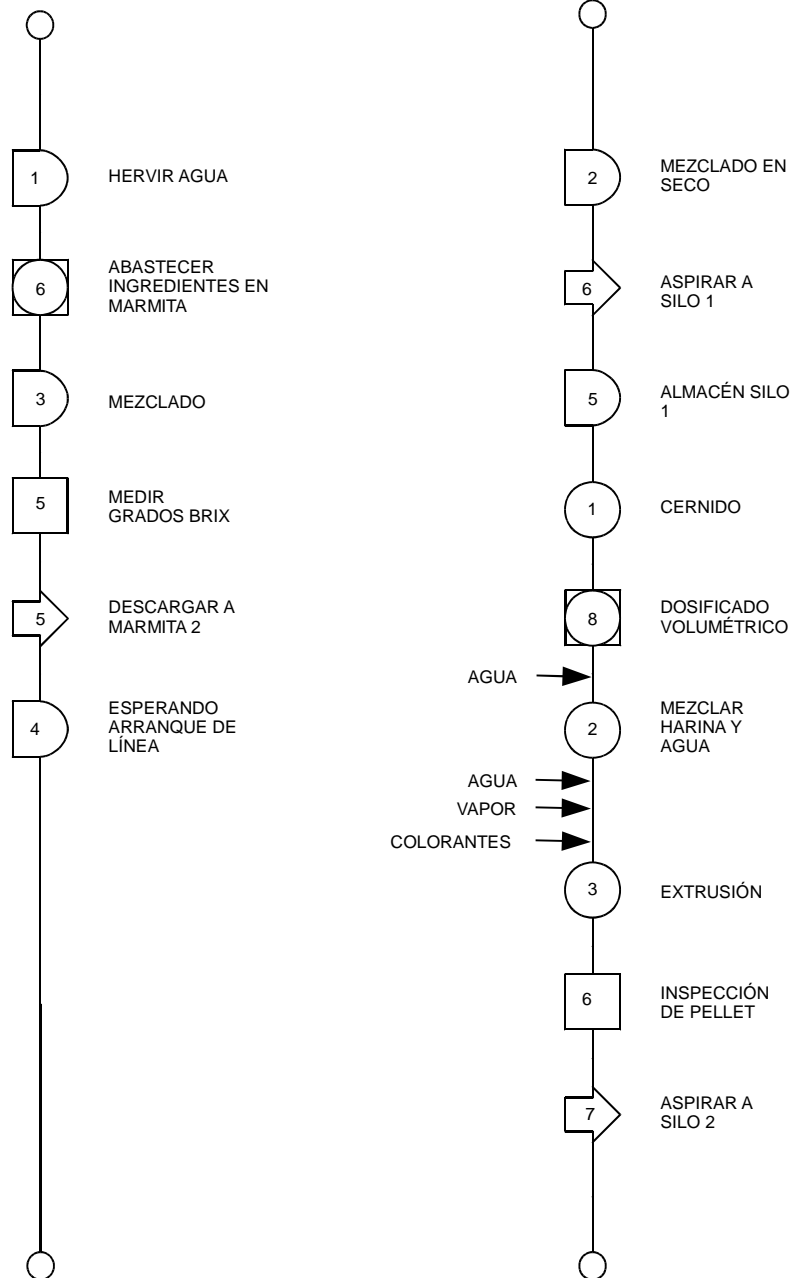 1
HERVIR AGUA
6
ABASTECER
INGREDIENTES EN
MARMITA
3
MEZCLADO
5
MEDIR
GRADOS BRIX
5
DESCARGAR A
MARMITA 2
4
ESPERANDO
ARRANQUE DE
LÍNEA
2
MEZCLADO EN
SECO
6
ASPIRAR A
SILO 1
5
ALMACÉN SILO
1
1
CERNIDO
8
DOSIFICADO
VOLUMÉTRICO
AGUA
2
MEZCLAR
HARINA Y
AGUA
AGUA
VAPOR
COLORANTES
3
EXTRUSIÓN
6
INSPECCIÓN
DE PELLET
7
ASPIRAR A
SILO 2